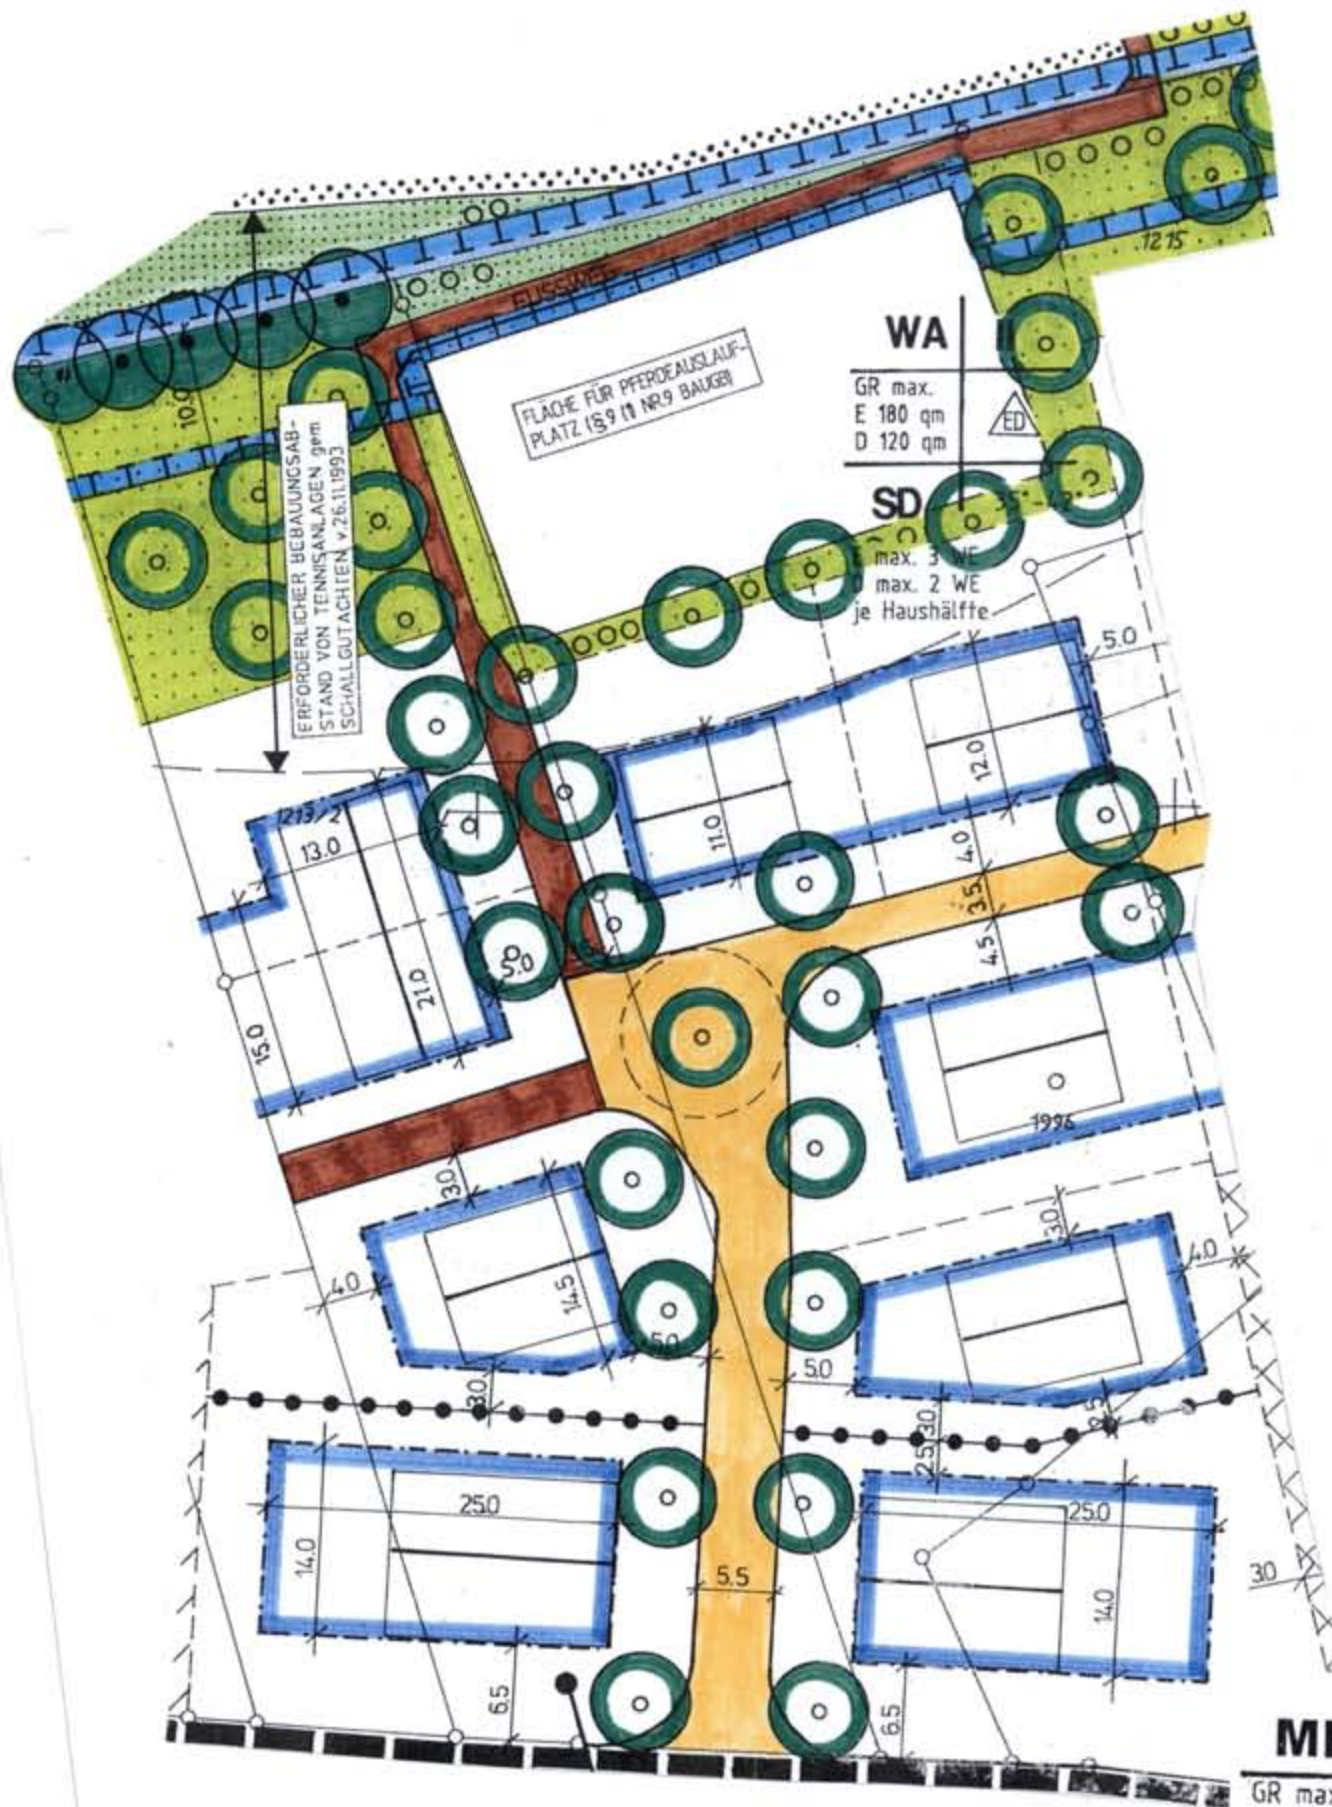 1215
FUSSWEG
10.0
FLÄCHE FÜR PFERDEAUSLAUF-
PLATZ (§ 9 (1) NR.9 BAUGB)
WA II
GR max.
E 180 qm
D 120 qm
ED
SD 35°-42°
E max. 3 WE
D max. 2 WE
je Haushälfte
ERFORDERLICHER BEBAUUNGSAB-
STAND VON TENNISANLAGEN gem
SCHALLGUTACHTEN v. 26.11.1993
5.0
12.0
11.0
4.0
3.5
4.5
1213/2
13.0
21.0
5.0
15.0
1996
3.0
14.5
4.0
5.0
3.0
3.0
4.0
5.0
3.0
2.5
25.0
14.0
5.5
25.0
14.0
3.0
6.5
6.5
GR max